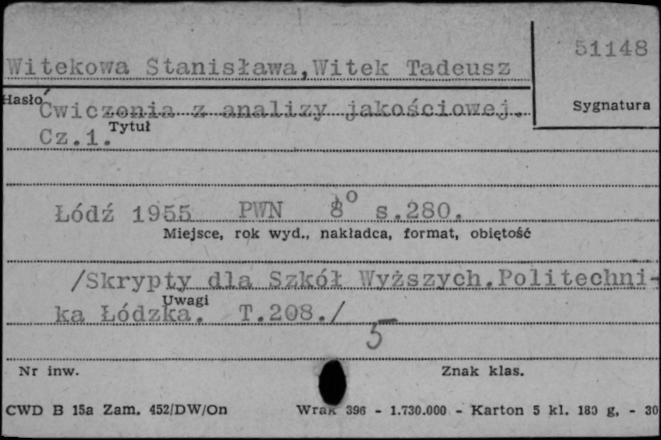 51148
Witekowa Stanisława, Witek Tadeusz
Hasło
Sygnatura
Ćwiczenia z analizy jakościowej.
Tytuł
Cz.1.
Łódź 1955 PWN 8° s.280.
Miejsce, rok wyd., nakładca, format, objętość
/Skrypty dla Szkół Wyższych.Politechni-
Uwagi
ka Łódzka. T.208./
5
Nr inw. Znak klas.
CWD B 15a Zam. 452/DW/On Wrak 396 - 1.730.000 - Karton 5 kl. 180 g, - 30